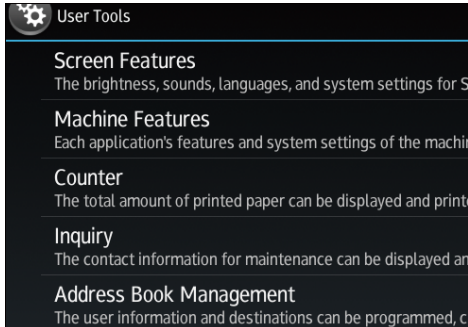 User Tools
Screen Features
The brightness, sounds, languages, and system settings for
Machine Features
Each application's features and system settings of the
Counter
The total amount of printed paper can be displayed and
Inquiry
The contact information for maintenance can be displayed
Address Book Management
The user information and destinations can be programmed,